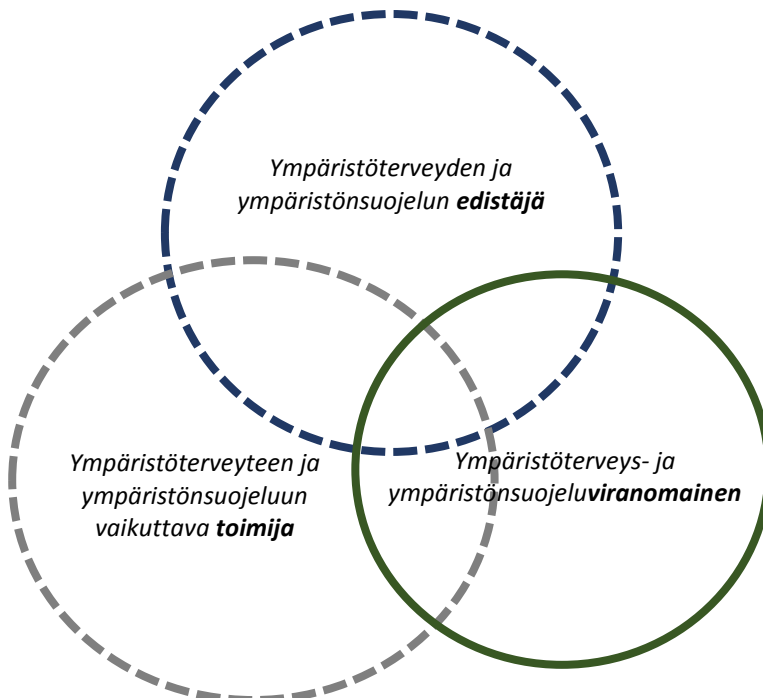 Ympäristöterveyden ja
ympäristönsuojelun edistäjä
Ympäristöterveyteen ja
ympäristönsuojeluun
vaikuttava toimija
Ympäristöterveys- ja
ympäristönsuojeluviranomainen